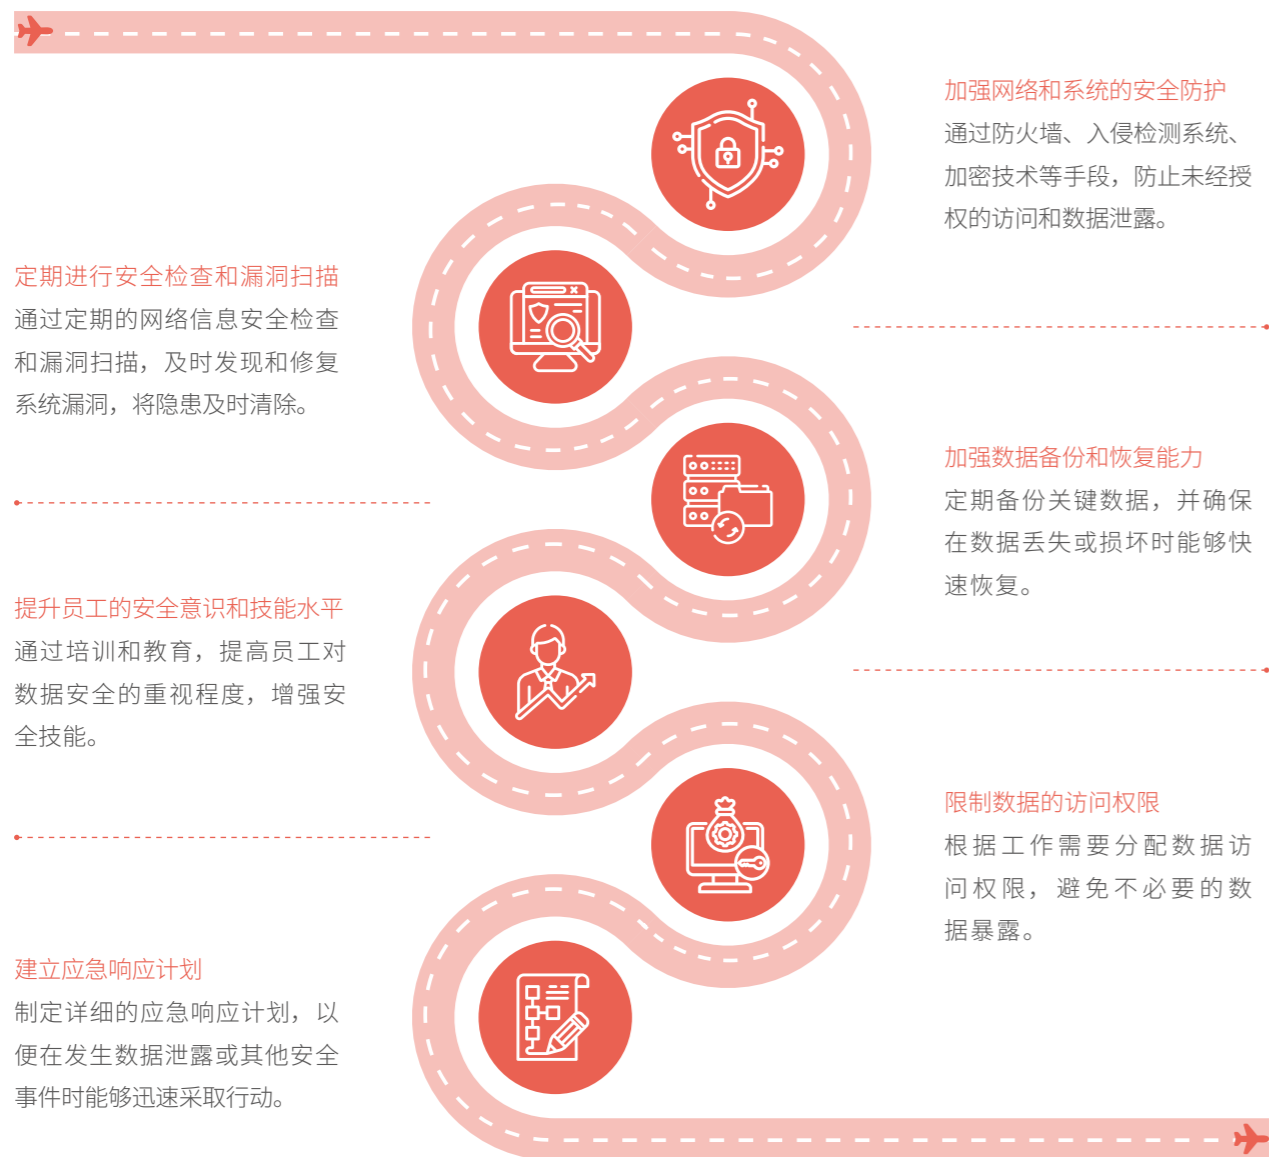 加强网络和系统的安全防护
通过防火墙、入侵检测系统、
加密技术等手段，防止未经授
权的访问和数据泄露。
定期进行安全检查和漏洞扫描
通过定期的网络信息安全检查
和漏洞扫描，及时发现和修复
系统漏洞，将隐患及时清除。
加强数据备份和恢复能力
定期备份关键数据，并确保
在数据丢失或损坏时能够快
速恢复。
提升员工的安全意识和技能水平
通过培训和教育，提高员工对
数据安全的重视程度，增强安
全技能。
限制数据的访问权限
根据工作需要分配数据访
问权限，避免不必要的数
据暴露。
建立应急响应计划
制定详细的应急响应计划，以
便在发生数据泄露或其他安全
事件时能够迅速采取行动。